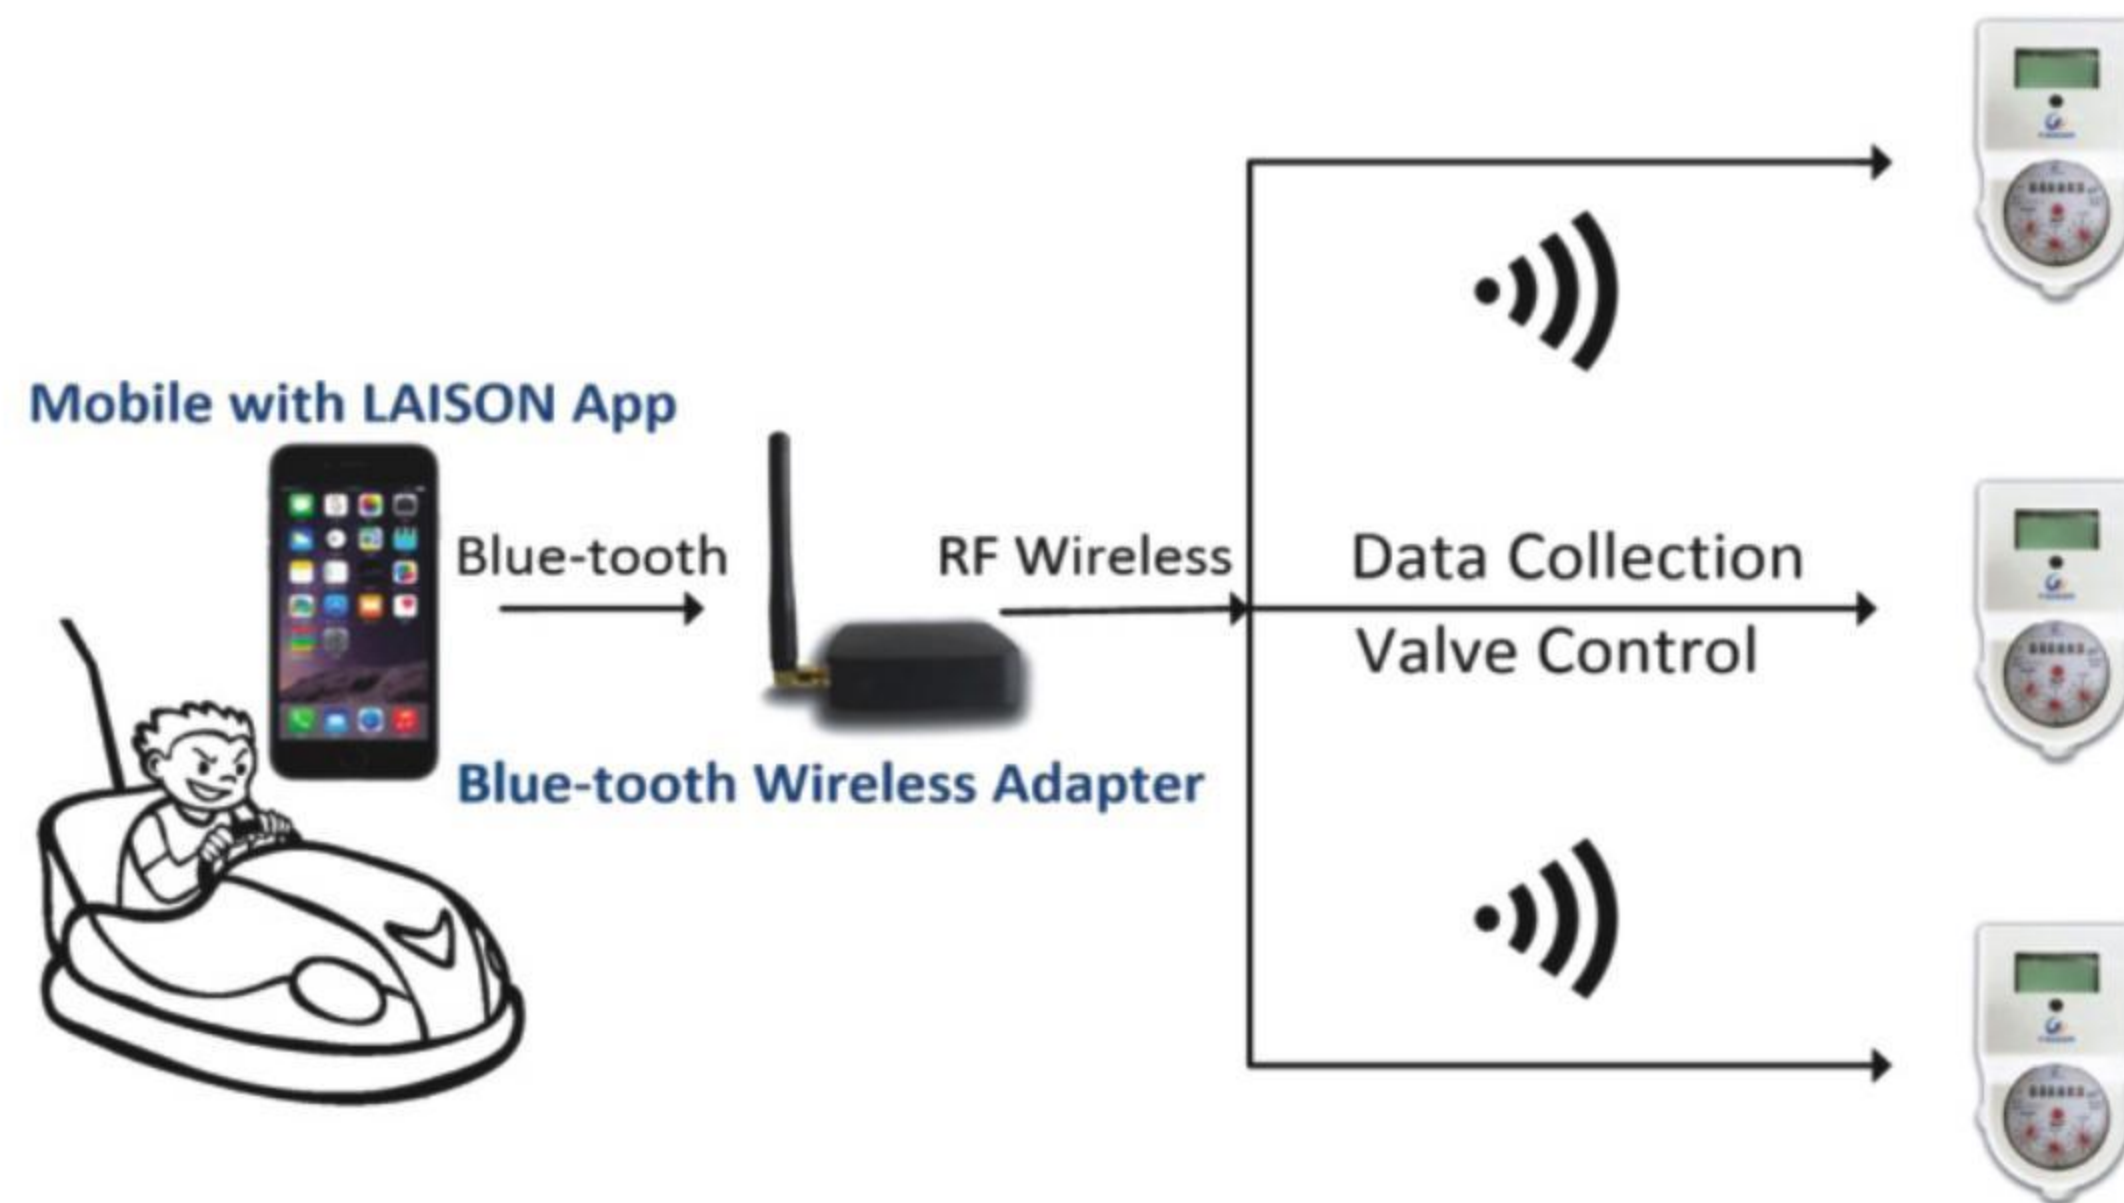 Mobile with LAISON App
Blue-tooth
RF Wireless
Data Collection
Valve Control
Blue-tooth Wireless Adapter